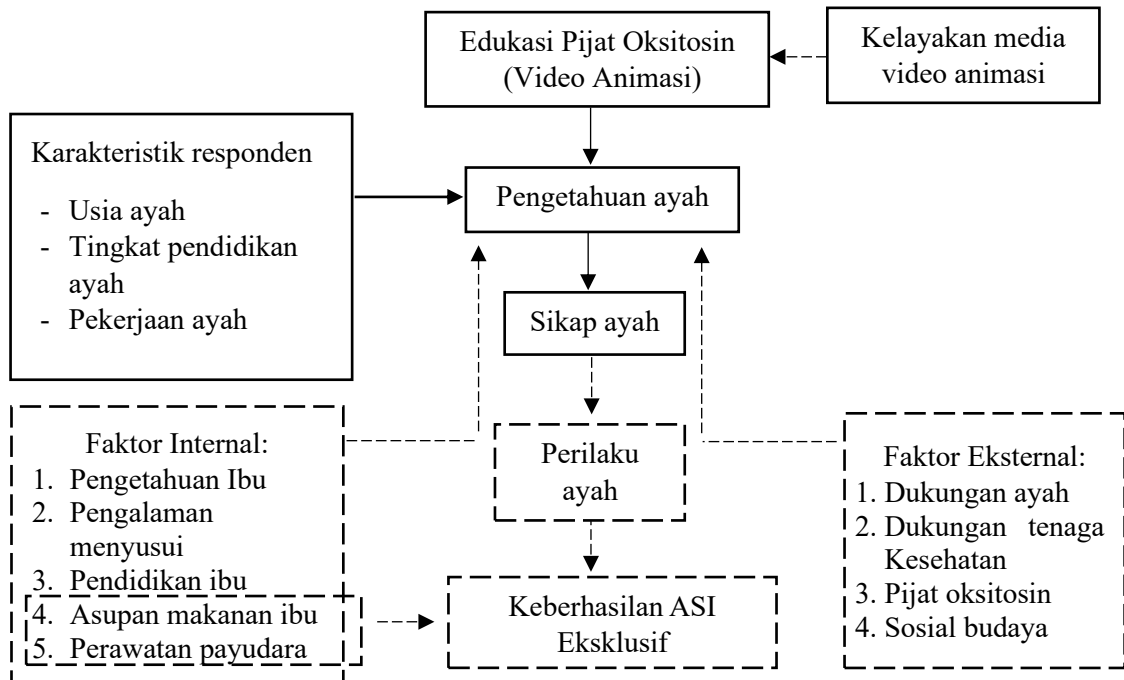 Edukasi Pijat Oksitosin
(Video Animasi)
Kelayakan media
video animasi
Karakteristik responden
- Usia ayah
- Tingkat pendidikan
ayah
- Pekerjaan ayah
Pengetahuan ayah
Sikap ayah
Perilaku
ayah
Faktor Internal:
1. Pengetahuan Ibu
2. Pengalaman
menyusui
3. Pendidikan ibu
4. Asupan makanan ibu
5. Perawatan payudara
Keberhasilan ASI
Eksklusif
Faktor Eksternal:
1. Dukungan ayah
2. Dukungan tenaga
Kesehatan
3. Pijat oksitosin
4. Sosial budaya